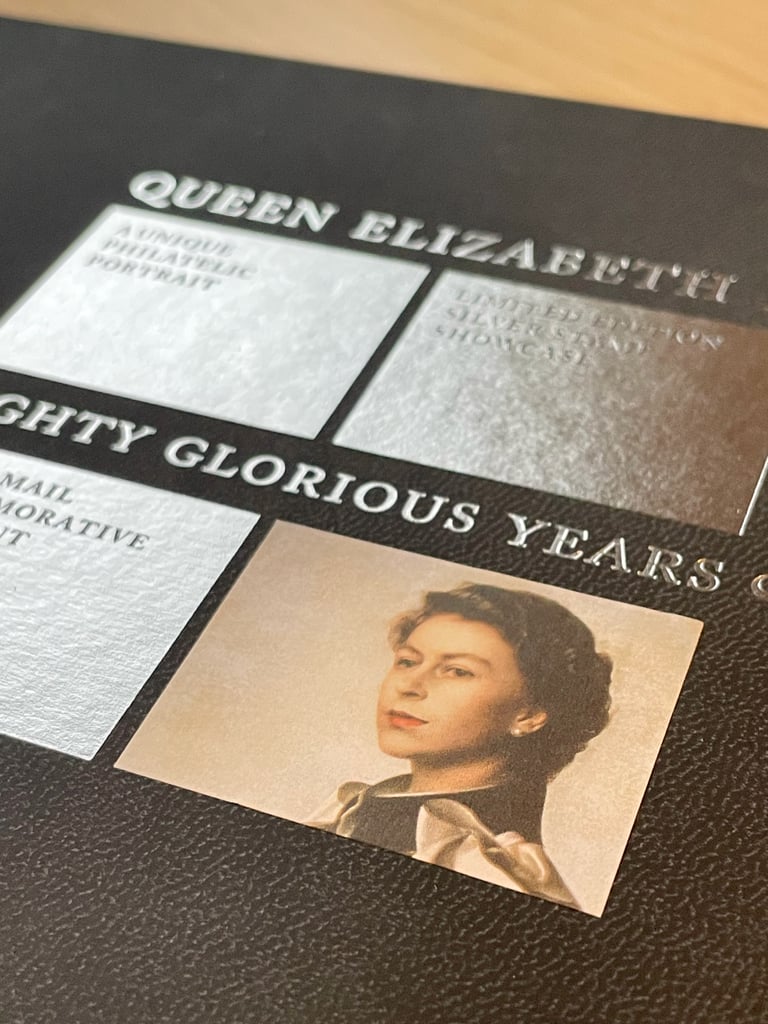 QUEEN ELIZABETH
A UNIQUE
PHILATELIC
PORTRAIT
LIMITED EDITION
SILVER STAMP
SHOWCASE
GHTY GLORIOUS YEARS
MAIL
MORATIVE